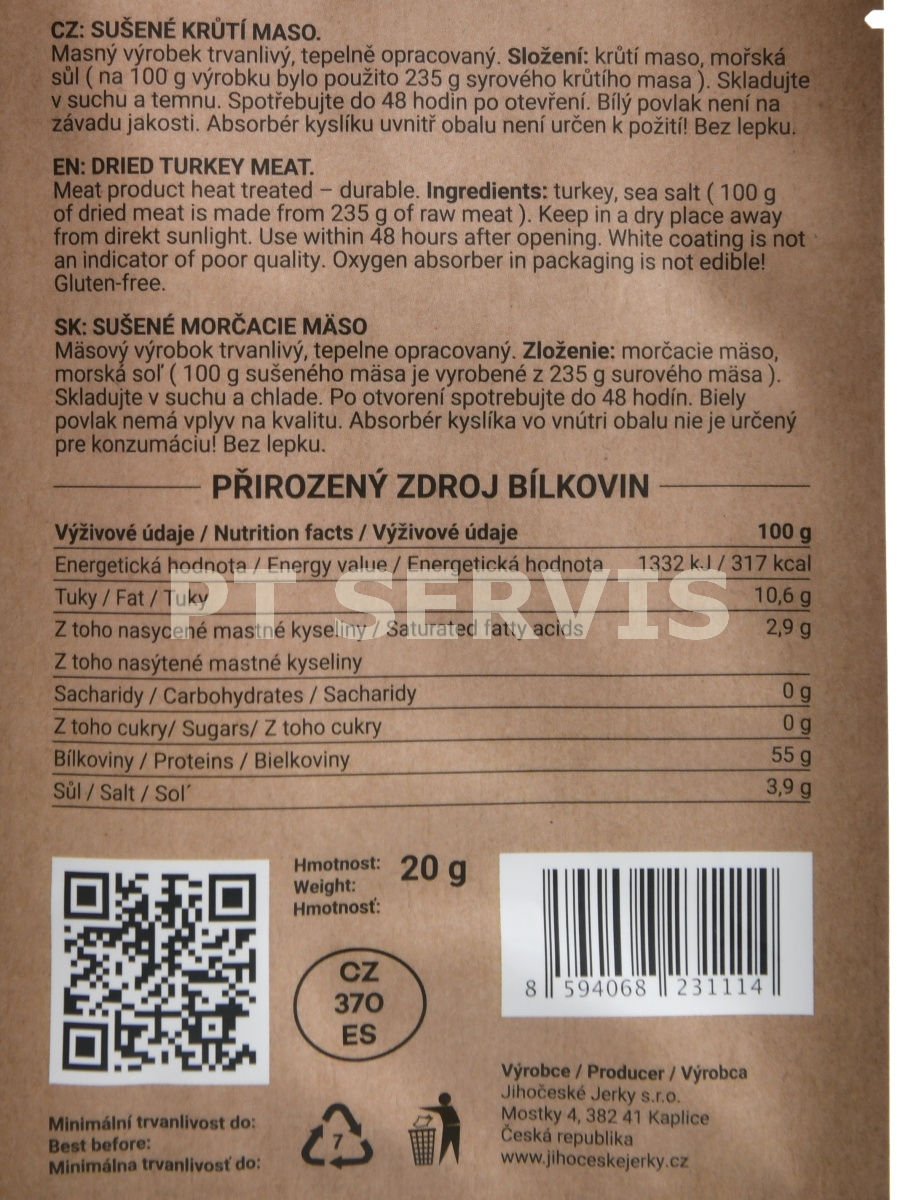 CZ: SUŠENÉ KRŮTÍ MASO.
Masný výrobek trvanlivý, tepelně opracovaný. Složení: krůtí maso, mořská
sůl ( na 100 g výrobku bylo použito 235 g syrového krůtího masa ). Skladujte
v suchu a temnu. Spotřebujte do 48 hodin po otevření. Bílý povlak není na
závadu jakosti. Absorbér kyslíku uvnitř obalu není určen k požití! Bez lepku.
EN: DRIED TURKEY MEAT.
Meat product heat treated – durable. Ingredients: turkey, sea salt ( 100 g
of dried meat is made from 235 g of raw meat ). Keep in a dry place away
from direkt sunlight. Use within 48 hours after opening. White coating is not
an indicator of poor quality. Oxygen absorber in packaging is not edible!
Gluten-free.
SK: SUŠENÉ MORČACIE MÄSO
Mäsový výrobok trvanlivý, tepelne opracovaný. Zloženie: morčacie mäso,
morská soľ ( 100 g sušeného mäsa je vyrobené z 235 g surového mäsa ).
Skladujte v suchu a chlade. Po otvorení spotrebujte do 48 hodín. Biely
povlak nemá vplyv na kvalitu. Absorbér kyslíka vo vnútri obalu nie je určený
pre konzumáciu! Bez lepku.
PŘIROZENÝ ZDROJ BÍLKOVIN
Výživové údaje / Nutrition facts / Výživové údaje 100 g
Energetická hodnota / Energy value / Energetická hodnota 1332 kJ / 317 kcal
PT SERVIS
Tuky / Fat / Tuky 10,6 g
Z toho nasycené mastné kyseliny / Saturated fatty acids 2,9 g
Z toho nasýtené mastné kyseliny
Sacharidy / Carbohydrates / Sacharidy 0 g
Z toho cukry/ Sugars/ Z toho cukry 0 g
Bílkoviny / Proteins / Bielkoviny 55 g
Sůl / Salt / Sol´ 3,9 g
Hmotnost: 20 g
Weight:
Hmotnosť:
CZ
370
ES
8 594068 231114
Výrobce / Producer / Výrobca
Jihočeské Jerky s.r.o.
Mostky 4, 382 41 Kaplice
Česká republika
www.jihoceskejerky.cz
Minimální trvanlivost do:
Best before:
Minimálna trvanlivosť do:
7